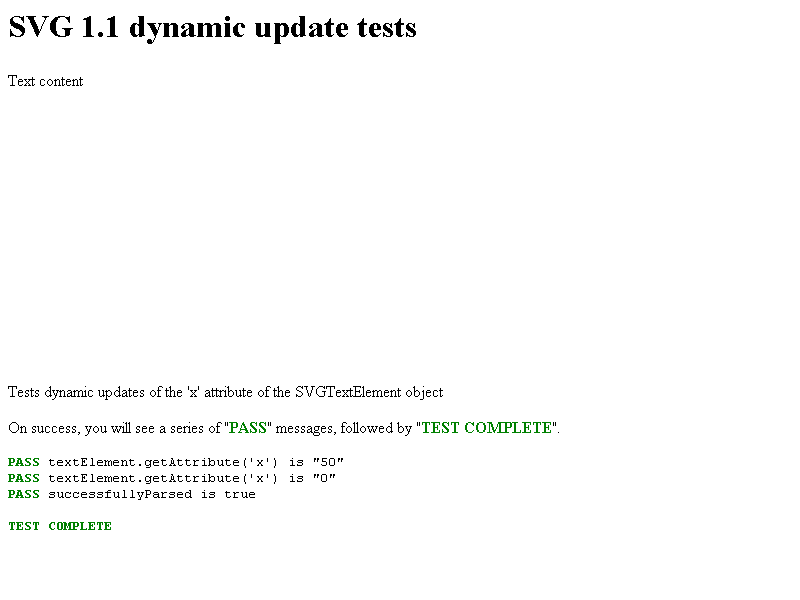 SVG 1.1 dynamic update tests
Text content
Tests dynamic updates of the 'x' attribute of the SVGTextElement object
On success, you will see a series of "PASS" messages, followed by "TEST COMPLETE".
PASS textElement.getAttribute('x') is "50"
PASS textElement.getAttribute('x') is "0"
PASS successfullyParsed is true
TEST COMPLETE